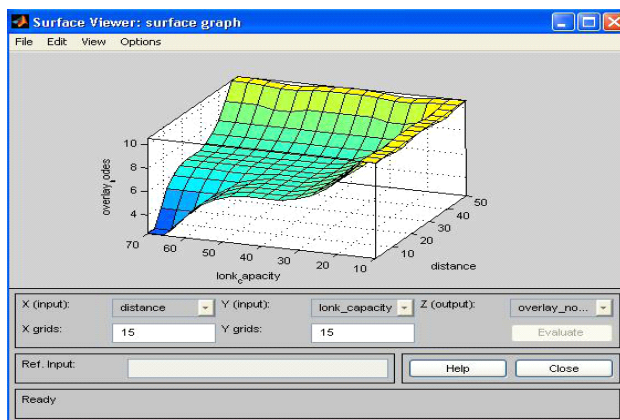 Surface Viewer: surface graph
File Edit View Options
10
8
6
4
overlay_nodes
70 60 50 40 30 20 10
lonk_capacity
10 20 30 40 50
distance
X (input): distance Y (input): lonk_capacity Z (output): overlay_no...
X grids: 15 Y grids: 15 Evaluate
Ref. Input: Help Close
Ready